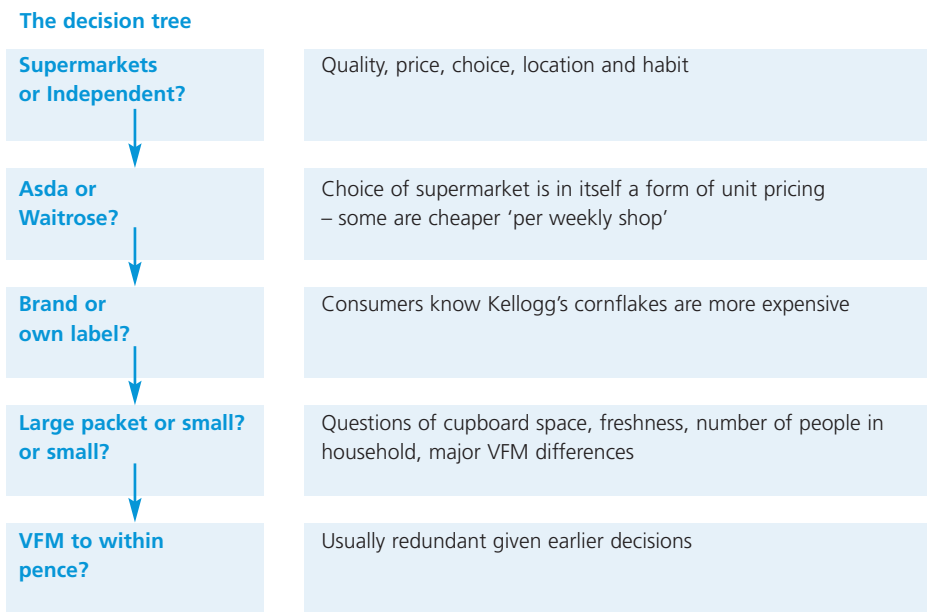 The decision tree
Supermarkets
or Independent?
Quality, price, choice, location and habit
Asda or
Waitrose?
Choice of supermarket is in itself a form of unit pricing
– some are cheaper ‘per weekly shop’
Brand or
own label?
Consumers know Kellogg’s cornflakes are more expensive
Large packet or small?
or small?
Questions of cupboard space, freshness, number of people in
household, major VFM differences
VFM to within
pence?
Usually redundant given earlier decisions